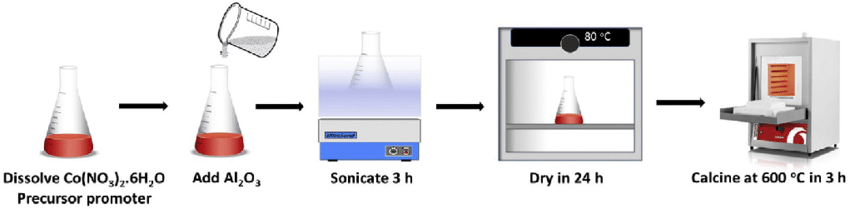 80 °C
Dissolve Co(NO₃)₂.6H₂O
Precursor promoter
Add Al₂O₃
Sonicate 3 h
Dry in 24 h
Calcine at 600 °C in 3 h